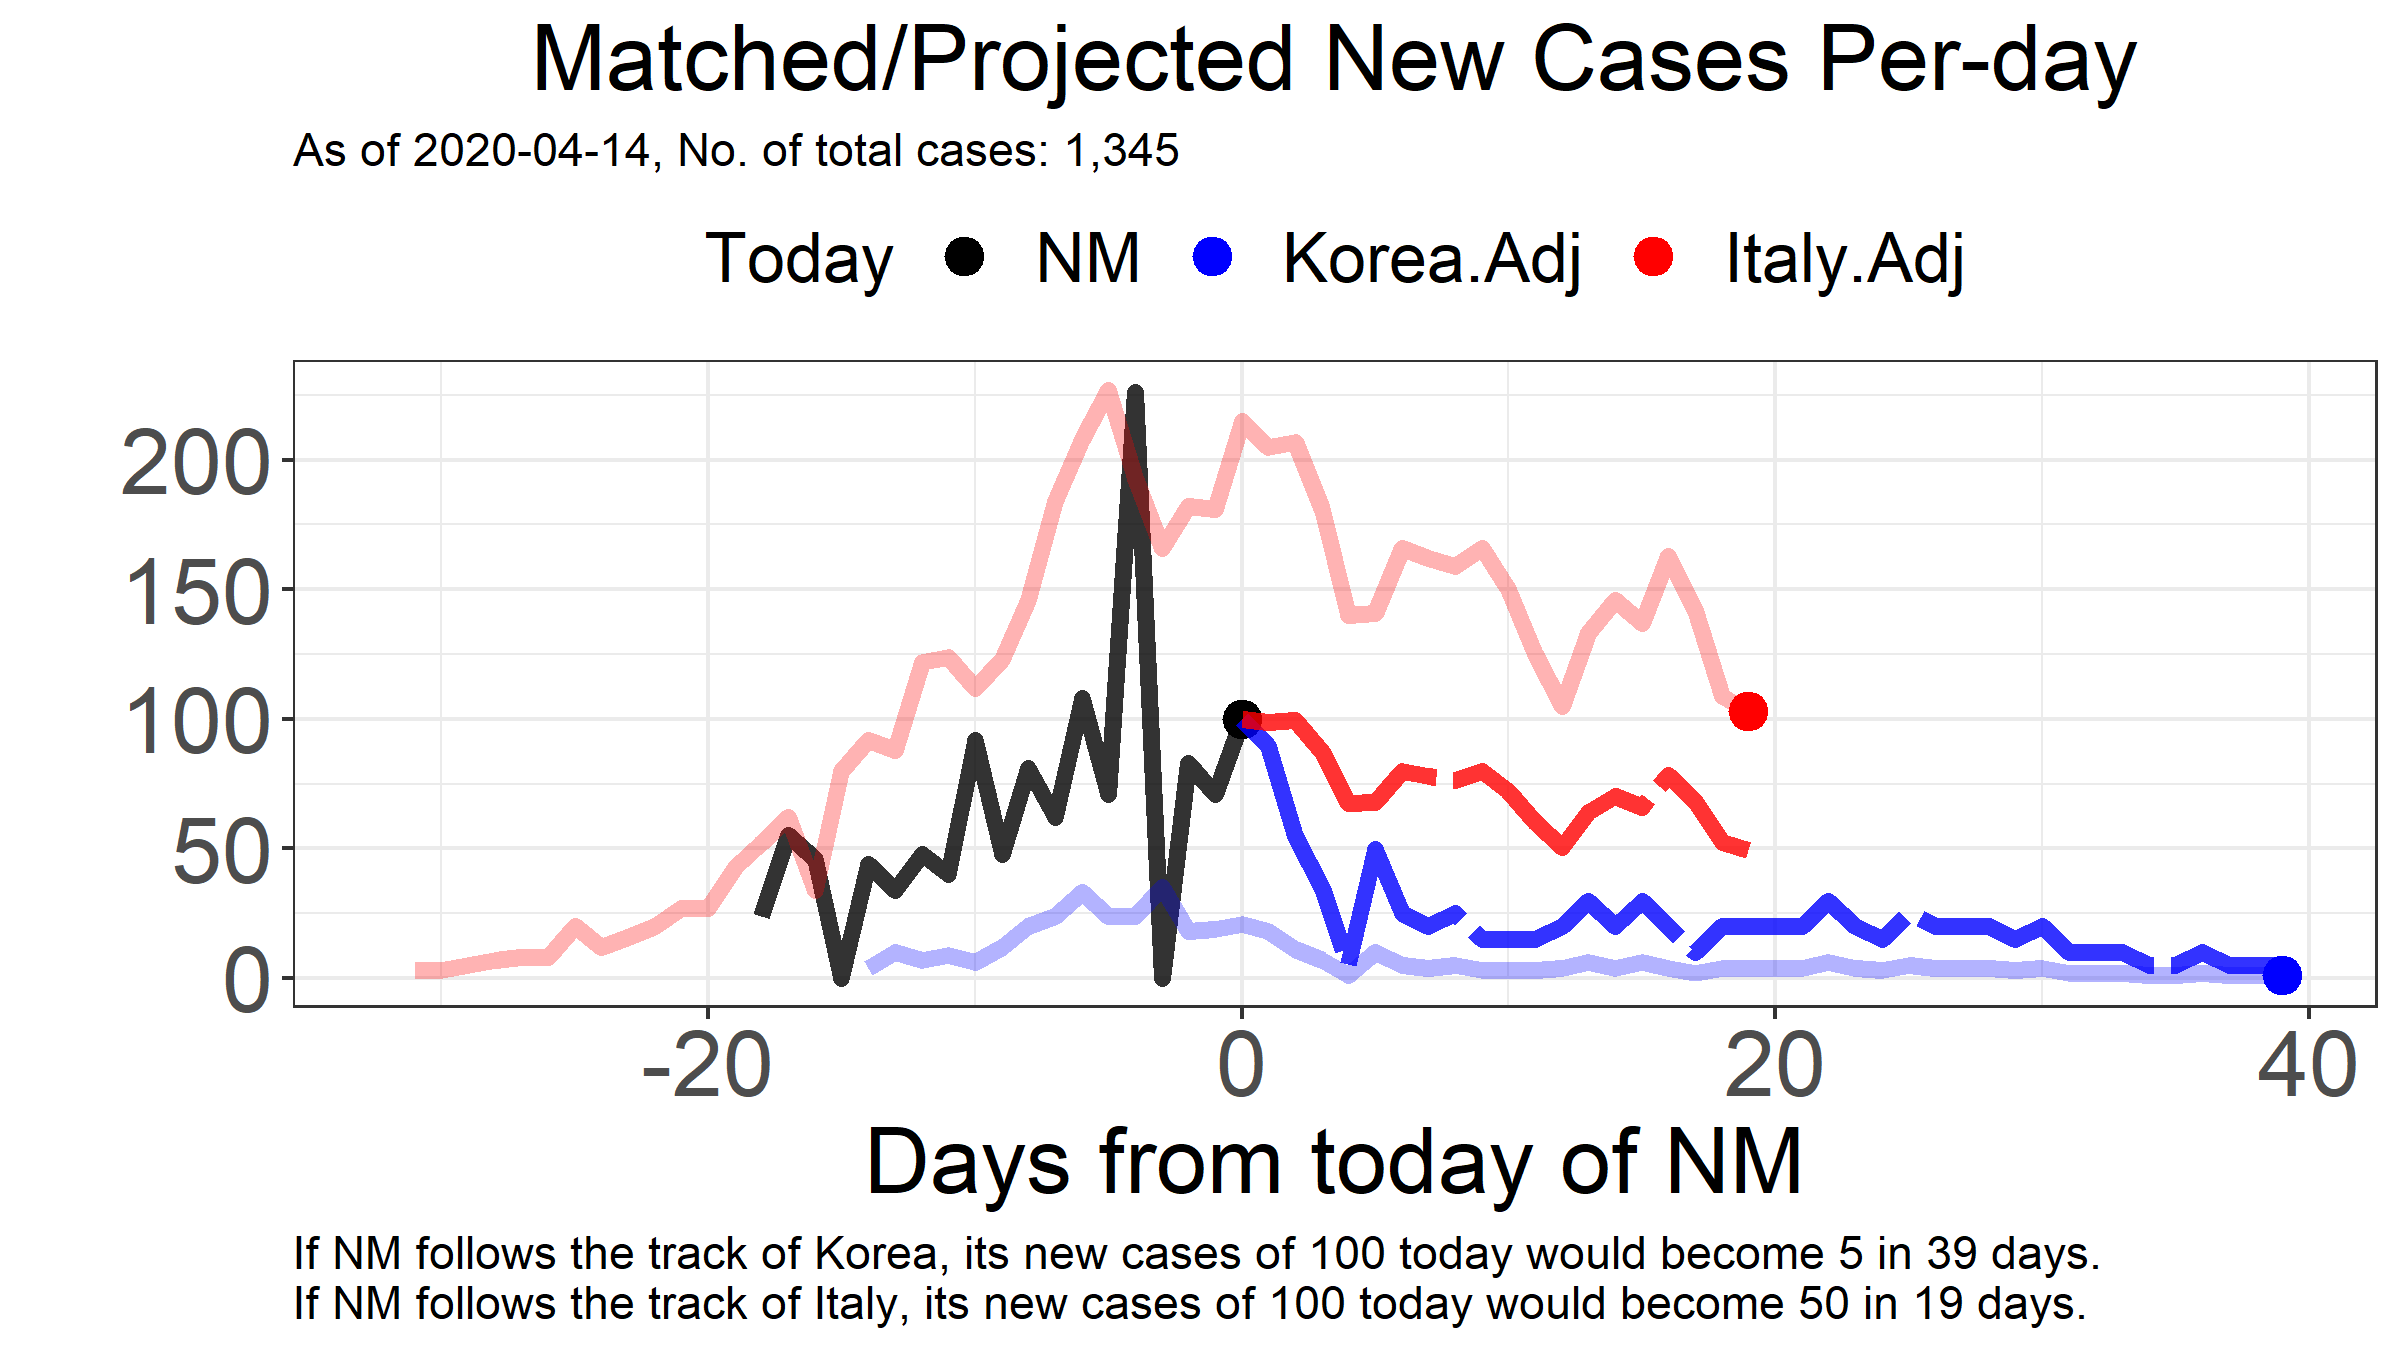 Matched/Projected New Cases Per-day
As of 2020-04-14, No. of total cases: 1,345
Today NM Korea.Adj Italy.Adj
200
150
100
50
0
-20 0 20 40
Days from today of NM
If NM follows the track of Korea, its new cases of 100 today would become 5 in 39 days.
If NM follows the track of Italy, its new cases of 100 today would become 50 in 19 days.